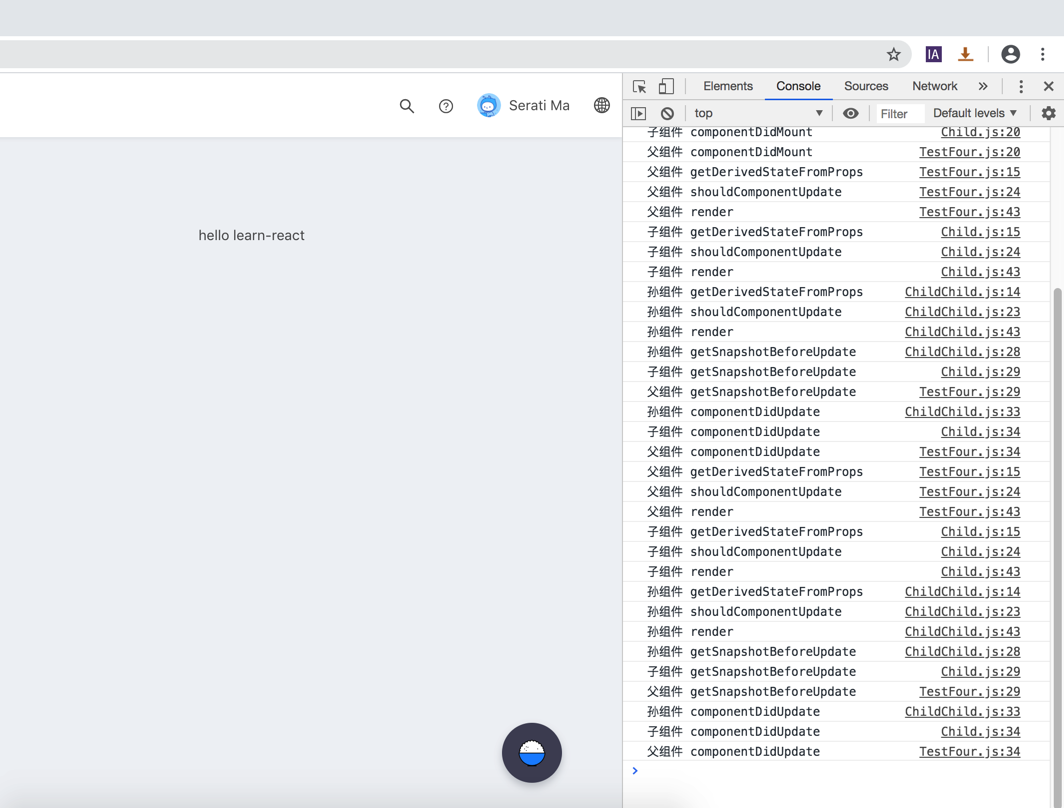 IA
Elements Console Sources Network »
Serati Ma
top Filter Default levels
hello learn-react
子组件 componentDidMount Child.js:20
父组件 componentDidMount TestFour.js:20
父组件 getDerivedStateFromProps TestFour.js:15
父组件 shouldComponentUpdate TestFour.js:24
父组件 render TestFour.js:43
子组件 getDerivedStateFromProps Child.js:15
子组件 shouldComponentUpdate Child.js:24
子组件 render Child.js:43
孙组件 getDerivedStateFromProps ChildChild.js:14
孙组件 shouldComponentUpdate ChildChild.js:23
孙组件 render ChildChild.js:43
孙组件 getSnapshotBeforeUpdate ChildChild.js:28
子组件 getSnapshotBeforeUpdate Child.js:29
父组件 getSnapshotBeforeUpdate TestFour.js:29
孙组件 componentDidUpdate ChildChild.js:33
子组件 componentDidUpdate Child.js:34
父组件 componentDidUpdate TestFour.js:34
父组件 getDerivedStateFromProps TestFour.js:15
父组件 shouldComponentUpdate TestFour.js:24
父组件 render TestFour.js:43
子组件 getDerivedStateFromProps Child.js:15
子组件 shouldComponentUpdate Child.js:24
子组件 render Child.js:43
孙组件 getDerivedStateFromProps ChildChild.js:14
孙组件 shouldComponentUpdate ChildChild.js:23
孙组件 render ChildChild.js:43
孙组件 getSnapshotBeforeUpdate ChildChild.js:28
子组件 getSnapshotBeforeUpdate Child.js:29
父组件 getSnapshotBeforeUpdate TestFour.js:29
孙组件 componentDidUpdate ChildChild.js:33
子组件 componentDidUpdate Child.js:34
父组件 componentDidUpdate TestFour.js:34